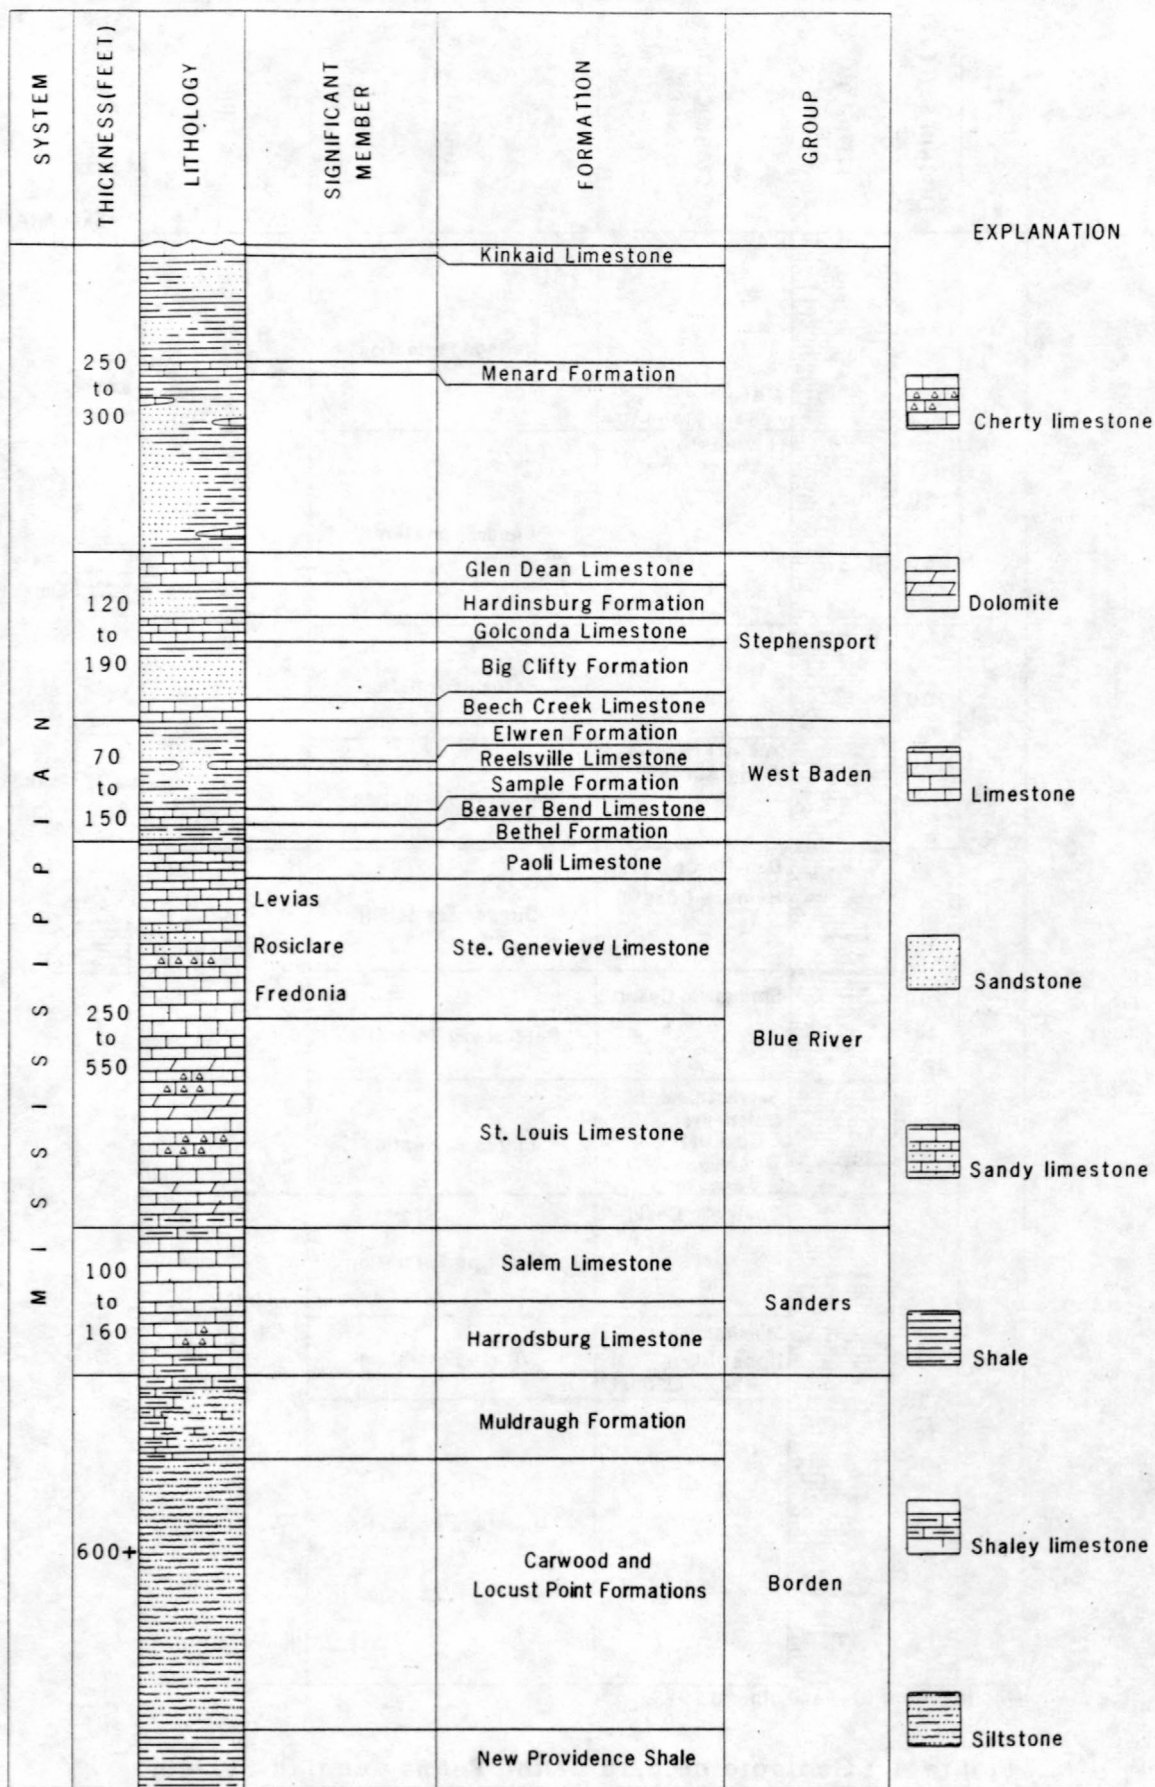 SYSTEM
THICKNESS(FEET)
LITHOLOGY
SIGNIFICANT
MEMBER
FORMATION
GROUP
EXPLANATION
MISSISSIPPIAN
250
to
300
120
to
190
70
to
150
250
to
550
100
to
160
600+
Levias
Rosiclare
Fredonia
Kinkaid Limestone
Menard Formation
Glen Dean Limestone
Hardinsburg Formation
Golconda Limestone
Big Clifty Formation
Beech Creek Limestone
Elwren Formation
Reelsville Limestone
Sample Formation
Beaver Bend Limestone
Bethel Formation
Paoli Limestone
Ste. Genevieve Limestone
St. Louis Limestone
Salem Limestone
Harrodsburg Limestone
Muldraugh Formation
Carwood and
Locust Point Formations
New Providence Shale
Stephensport
West Baden
Blue River
Sanders
Borden
Cherty limestone
Dolomite
Limestone
Sandstone
Sandy limestone
Shale
Shaley limestone
Siltstone